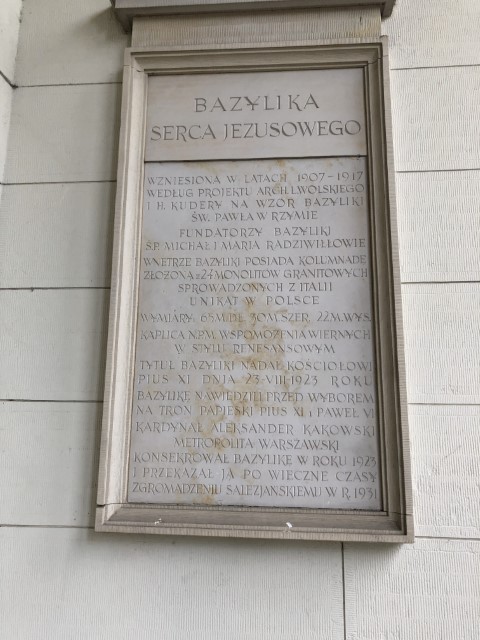 BAZYLIKA
SERCA JEZUSOWEGO
WZNIESIONA W LATACH 1907-1917
WEDŁUG PROJEKTU ARCH. LWOLSKIEGO
I H. KUDERY NA WZÓR BAZYLIKI
ŚW. PAWŁA W RZYMIE
FUNDATORZY BAZYLIKI
Ś.P. MICHAŁ I MARIA RADZIWIŁŁOWIE
WNĘTRZE BAZYLIKI POSIADA KOLUMNADĘ
ZŁOŻONĄ z 24 MONOLITÓW GRANITOWYCH
SPROWADZONYCH Z ITALII
UNIKAT W POLSCE
WYMIARY: 65 M. DŁ. 30 M. SZER. 22 M. WYS.
KAPLICA N.P.M. WSPOMOŻENIA WIERNYCH
W STYLU RENESANSOWYM
TYTUŁ BAZYLIKI NADAŁ KOŚCIOŁOWI
PIUS XI DNIA 23-VIII-1923 ROKU
BAZYLIKĘ NAWIEDZILI PRZED WYBOREM
NA TRON PAPIESKI PIUS XI i PAWEŁ VI
KARDYNAŁ ALEKSANDER KAKOWSKI
METROPOLITA WARSZAWSKI
KONSEKROWAŁ BAZYLIKĘ W ROKU 1923
I PRZEKAZAŁ JĄ PO WIECZNE CZASY
ZGROMADZENIU SALEZJAŃSKIEMU W R. 1931